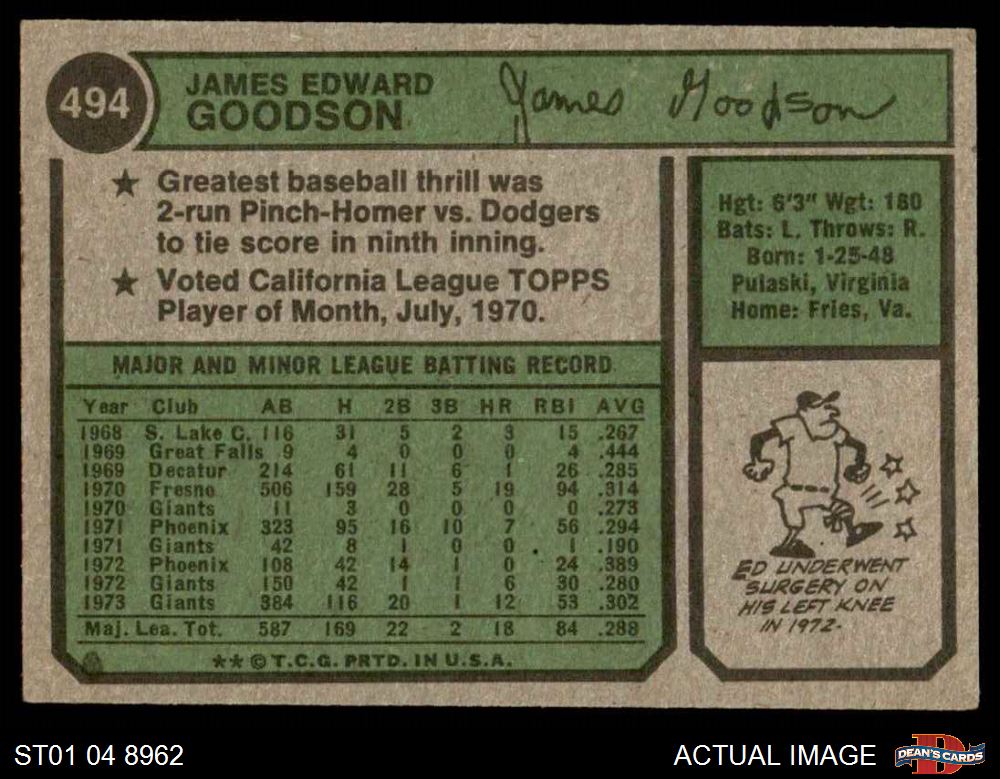 494
JAMES EDWARD
GOODSON
James Goodson
★ Greatest baseball thrill was
2-run Pinch-Homer vs. Dodgers
to tie score in ninth inning.
★ Voted California League TOPPS
Player of Month, July, 1970.
Hgt: 6'3" Wgt: 180
Bats: L. Throws: R.
Born: 1-25-48
Pulaski, Virginia
Home: Fries, Va.
MAJOR AND MINOR LEAGUE BATTING RECORD
Year Club AB H 2B 3B HR RBI AVG
1968 S. Lake C. 116 31 5 2 3 15 .267
1969 Great Falls 9 4 0 0 0 4 .444
1969 Decatur 214 61 11 6 1 26 .285
1970 Fresno 506 159 28 5 19 94 .314
1970 Giants 11 3 0 0 0 0 .273
1971 Phoenix 323 95 16 10 7 56 .294
1971 Giants 42 8 1 0 0 1 .190
1972 Phoenix 108 42 14 1 0 24 .389
1972 Giants 150 42 1 1 6 30 .280
1973 Giants 384 116 20 1 12 53 .302
Maj. Lea. Tot. 587 169 22 2 18 84 .288
★★ © T.C.G. PRTD. IN U.S.A.
ED UNDERWENT
SURGERY ON
HIS LEFT KNEE
IN 1972.
ST01 04 8962
ACTUAL IMAGE
D
DEAN'S CARDS